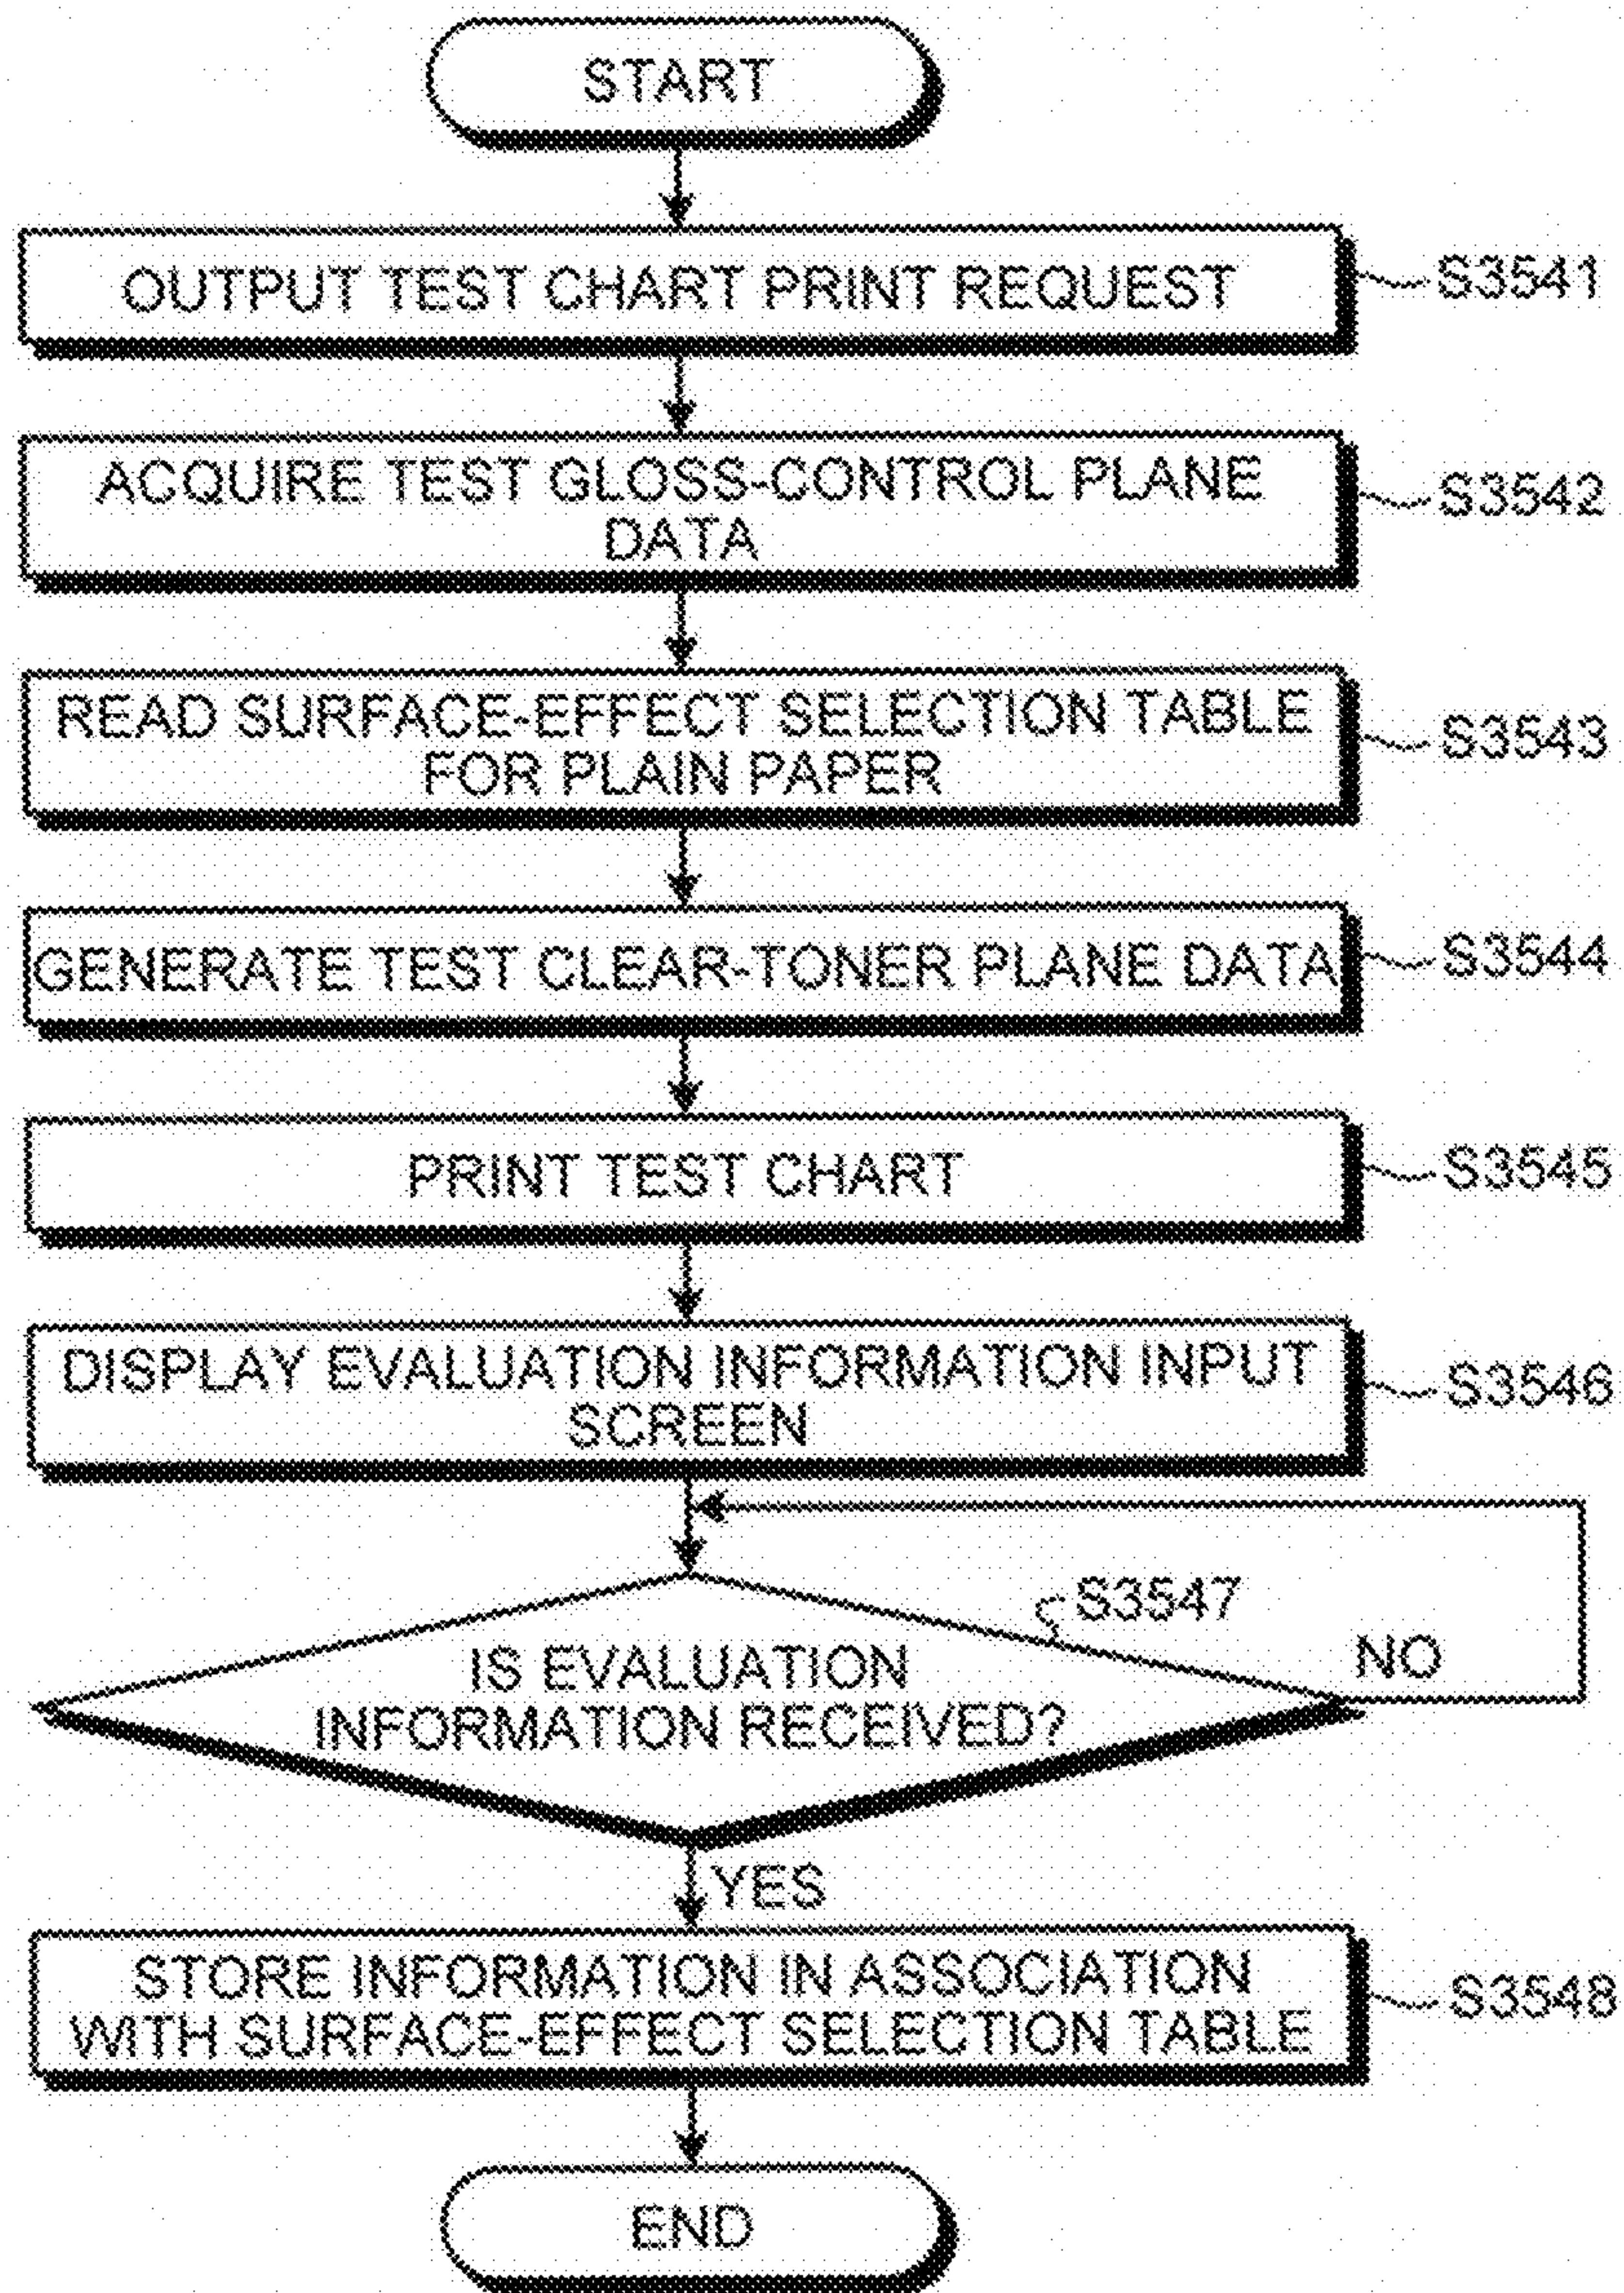 START
OUTPUT TEST CHART PRINT REQUEST
S3541
ACQUIRE TEST GLOSS-CONTROL PLANE
DATA
S3542
READ SURFACE-EFFECT SELECTION TABLE
FOR PLAIN PAPER
S3543
GENERATE TEST CLEAR-TONER PLANE DATA
S3544
PRINT TEST CHART
S3545
DISPLAY EVALUATION INFORMATION INPUT
SCREEN
S3546
S3547
IS EVALUATION
INFORMATION RECEIVED?
NO
YES
STORE INFORMATION IN ASSOCIATION
WITH SURFACE-EFFECT SELECTION TABLE
S3548
END